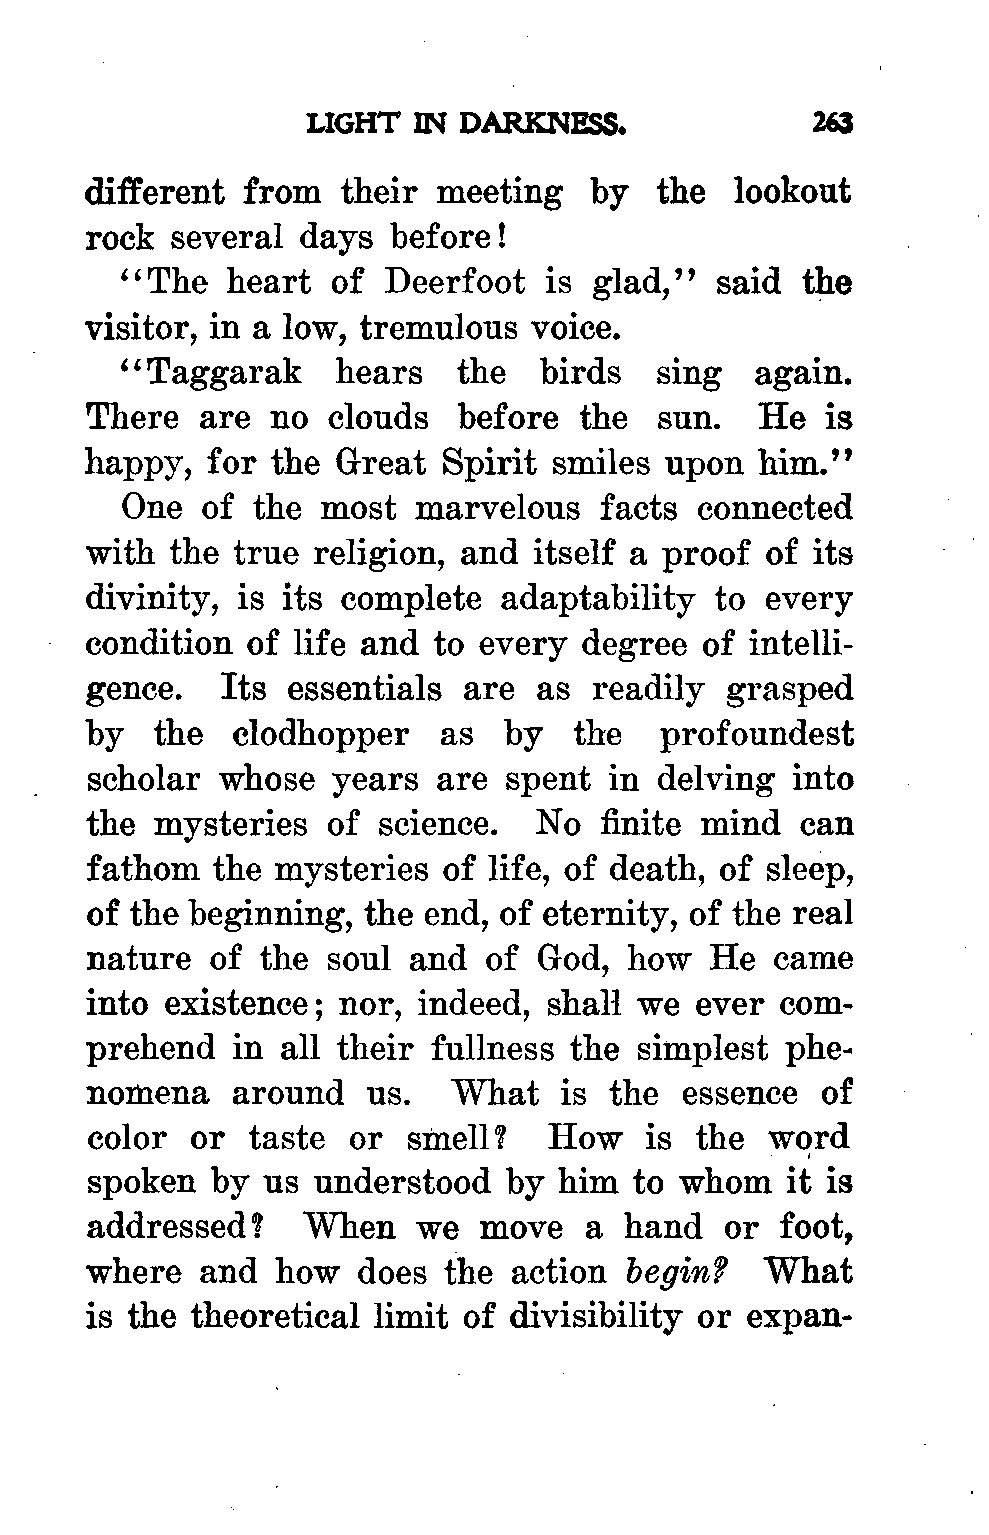 LIGHT IN DARKNESS. 263
different from their meeting by the lookout
rock several days before!
"The heart of Deerfoot is glad," said the
visitor, in a low, tremulous voice.
"Taggarak hears the birds sing again.
There are no clouds before the sun. He is
happy, for the Great Spirit smiles upon him."
One of the most marvelous facts connected
with the true religion, and itself a proof of its
divinity, is its complete adaptability to every
condition of life and to every degree of intelli-
gence. Its essentials are as readily grasped
by the clodhopper as by the profoundest
scholar whose years are spent in delving into
the mysteries of science. No finite mind can
fathom the mysteries of life, of death, of sleep,
of the beginning, the end, of eternity, of the real
nature of the soul and of God, how He came
into existence; nor, indeed, shall we ever com-
prehend in all their fullness the simplest phe-
nomena around us. What is the essence of
color or taste or smell? How is the word
spoken by us understood by him to whom it is
addressed? When we move a hand or foot,
where and how does the action begin? What
is the theoretical limit of divisibility or expan-